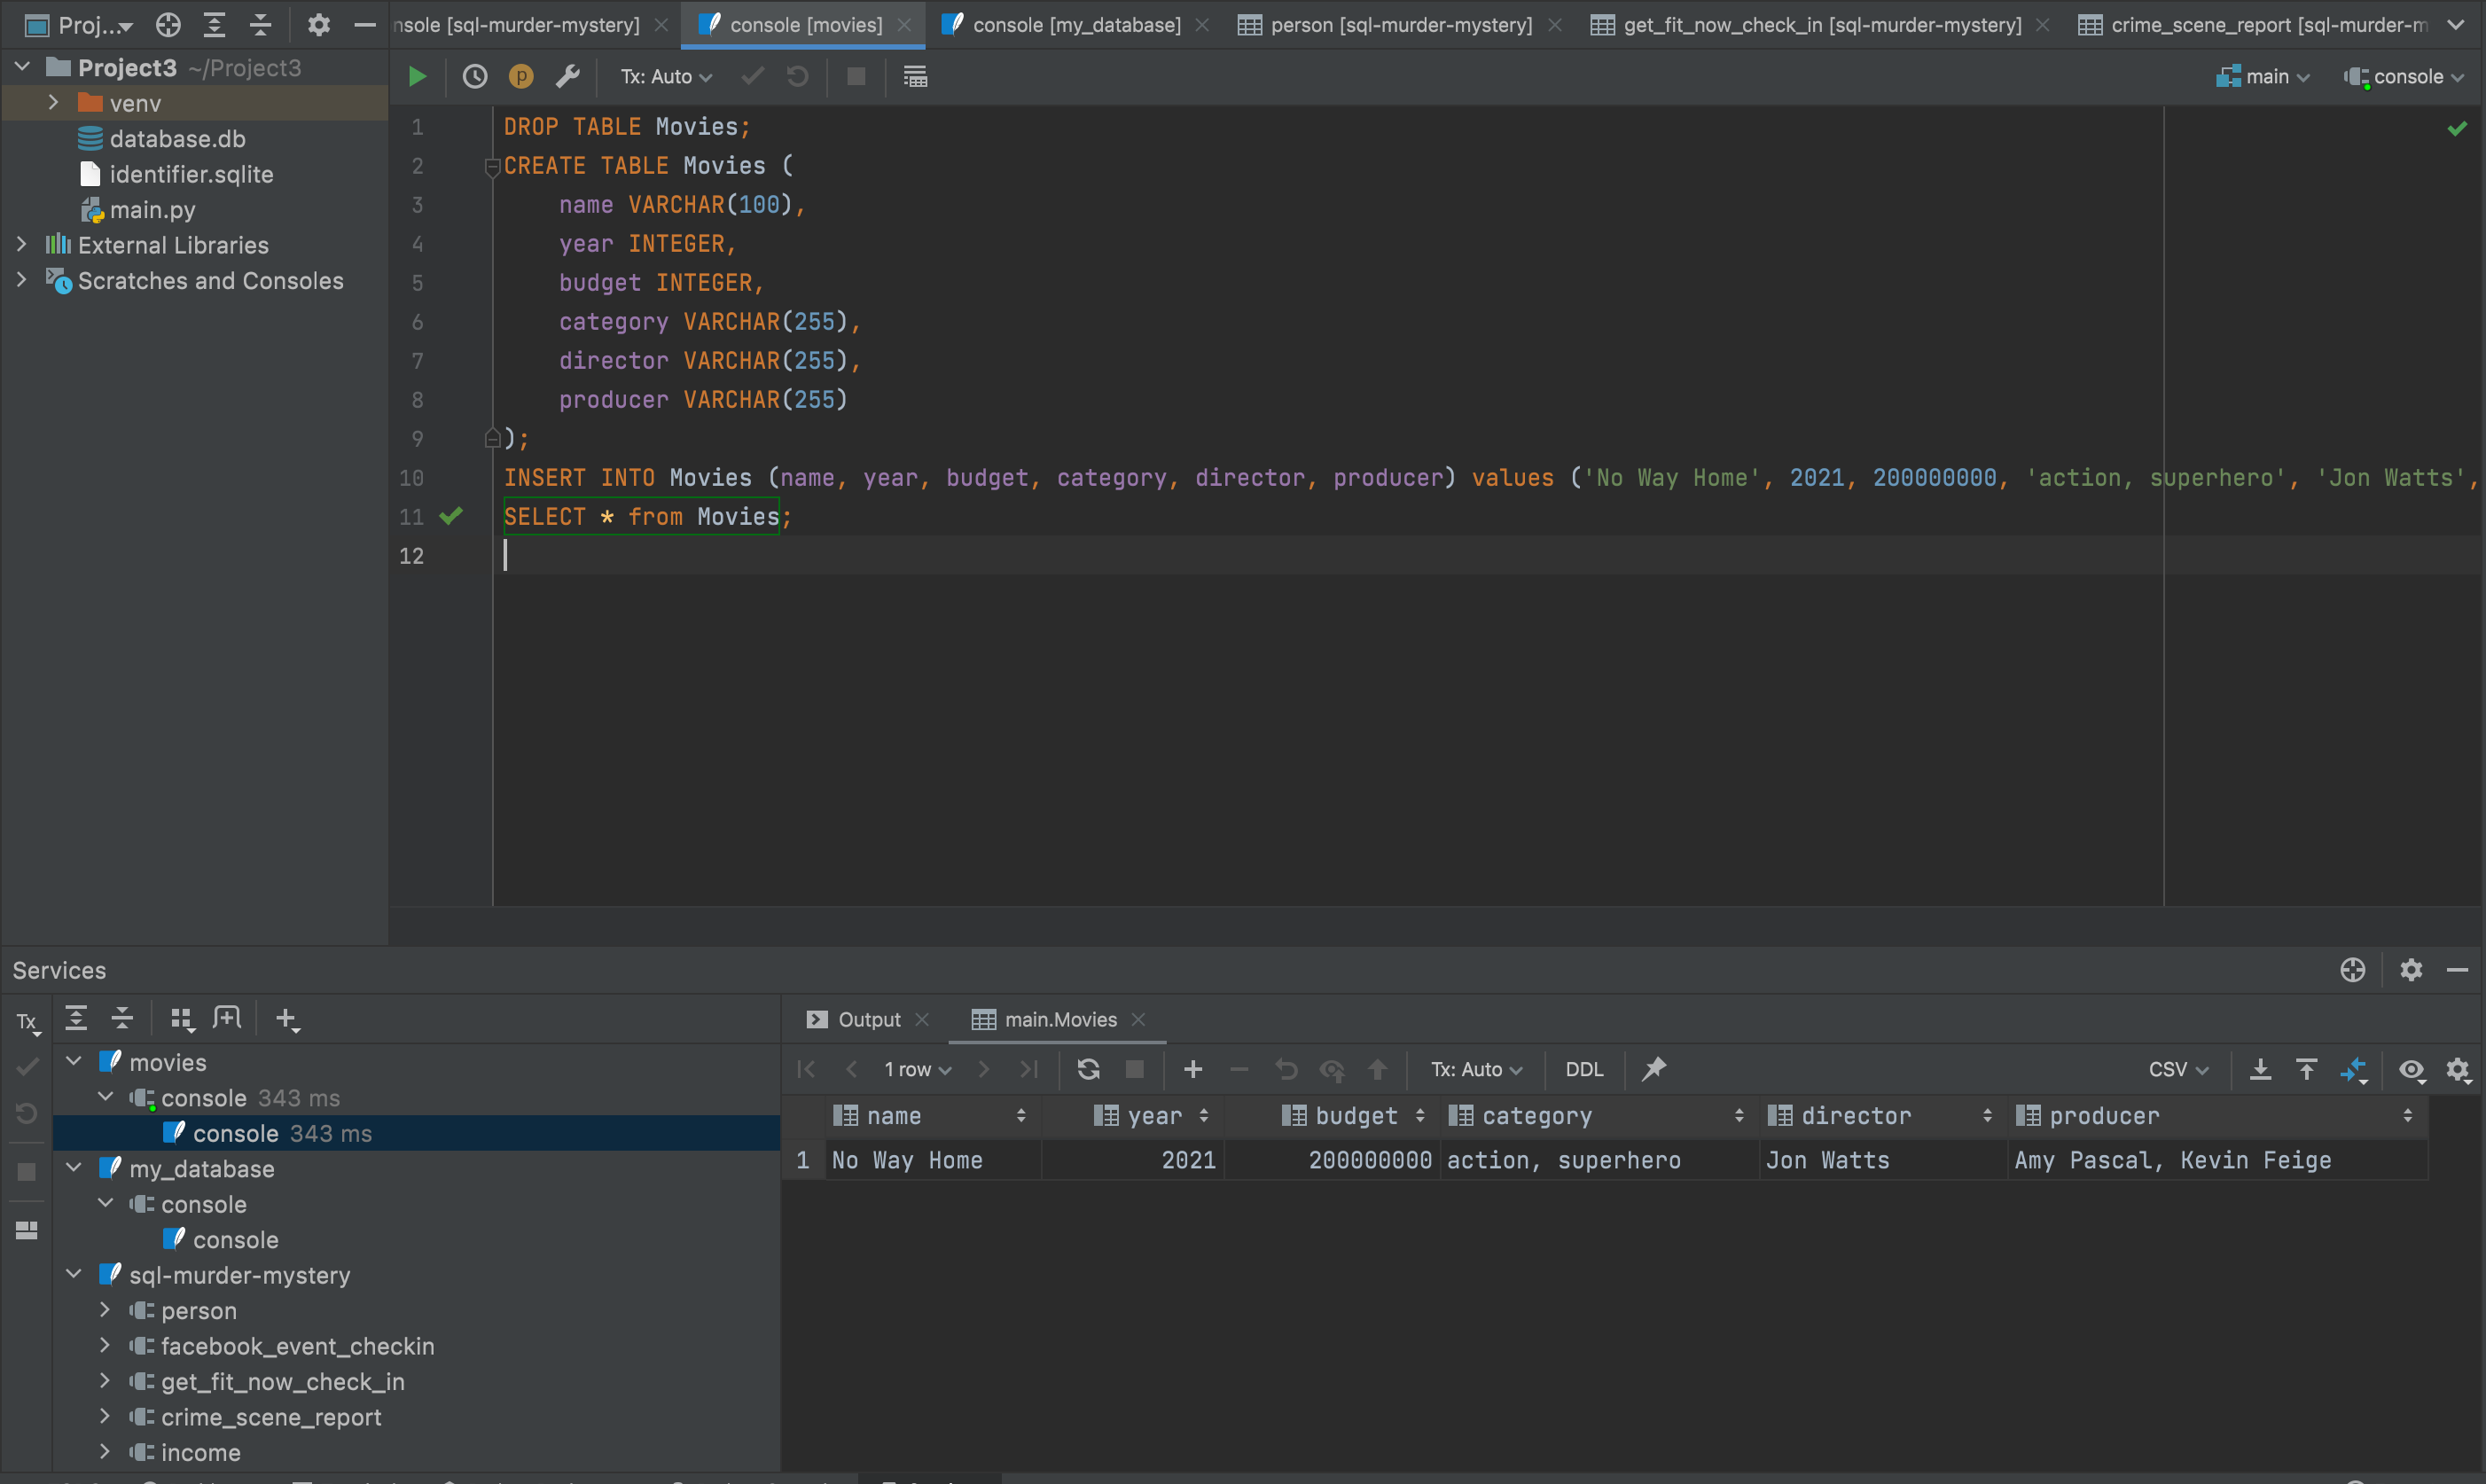 Proj...
nsole [sql-murder-mystery]
console [movies]
console [my_database]
person [sql-murder-mystery]
get_fit_now_check_in [sql-murder-mystery]
crime_scene_report [sql-murder-m
Project3 ~/Project3
venv
database.db
identifier.sqlite
main.py
External Libraries
Scratches and Consoles
p
Tx: Auto
main
console
1 DROP TABLE Movies;
2 CREATE TABLE Movies (
3 name VARCHAR(100),
4 year INTEGER,
5 budget INTEGER,
6 category VARCHAR(255),
7 director VARCHAR(255),
8 producer VARCHAR(255)
9 );
10 INSERT INTO Movies (name, year, budget, category, director, producer) values ('No Way Home', 2021, 200000000, 'action, superhero', 'Jon Watts',
11 SELECT * from Movies;
12
Services
Tx
movies
console 343 ms
console 343 ms
my_database
console
console
sql-murder-mystery
person
facebook_event_checkin
get_fit_now_check_in
crime_scene_report
income
Output
main.Movies
1 row
Tx: Auto
DDL
CSV
name year budget category director producer
1 No Way Home 2021 200000000 action, superhero Jon Watts Amy Pascal, Kevin Feige